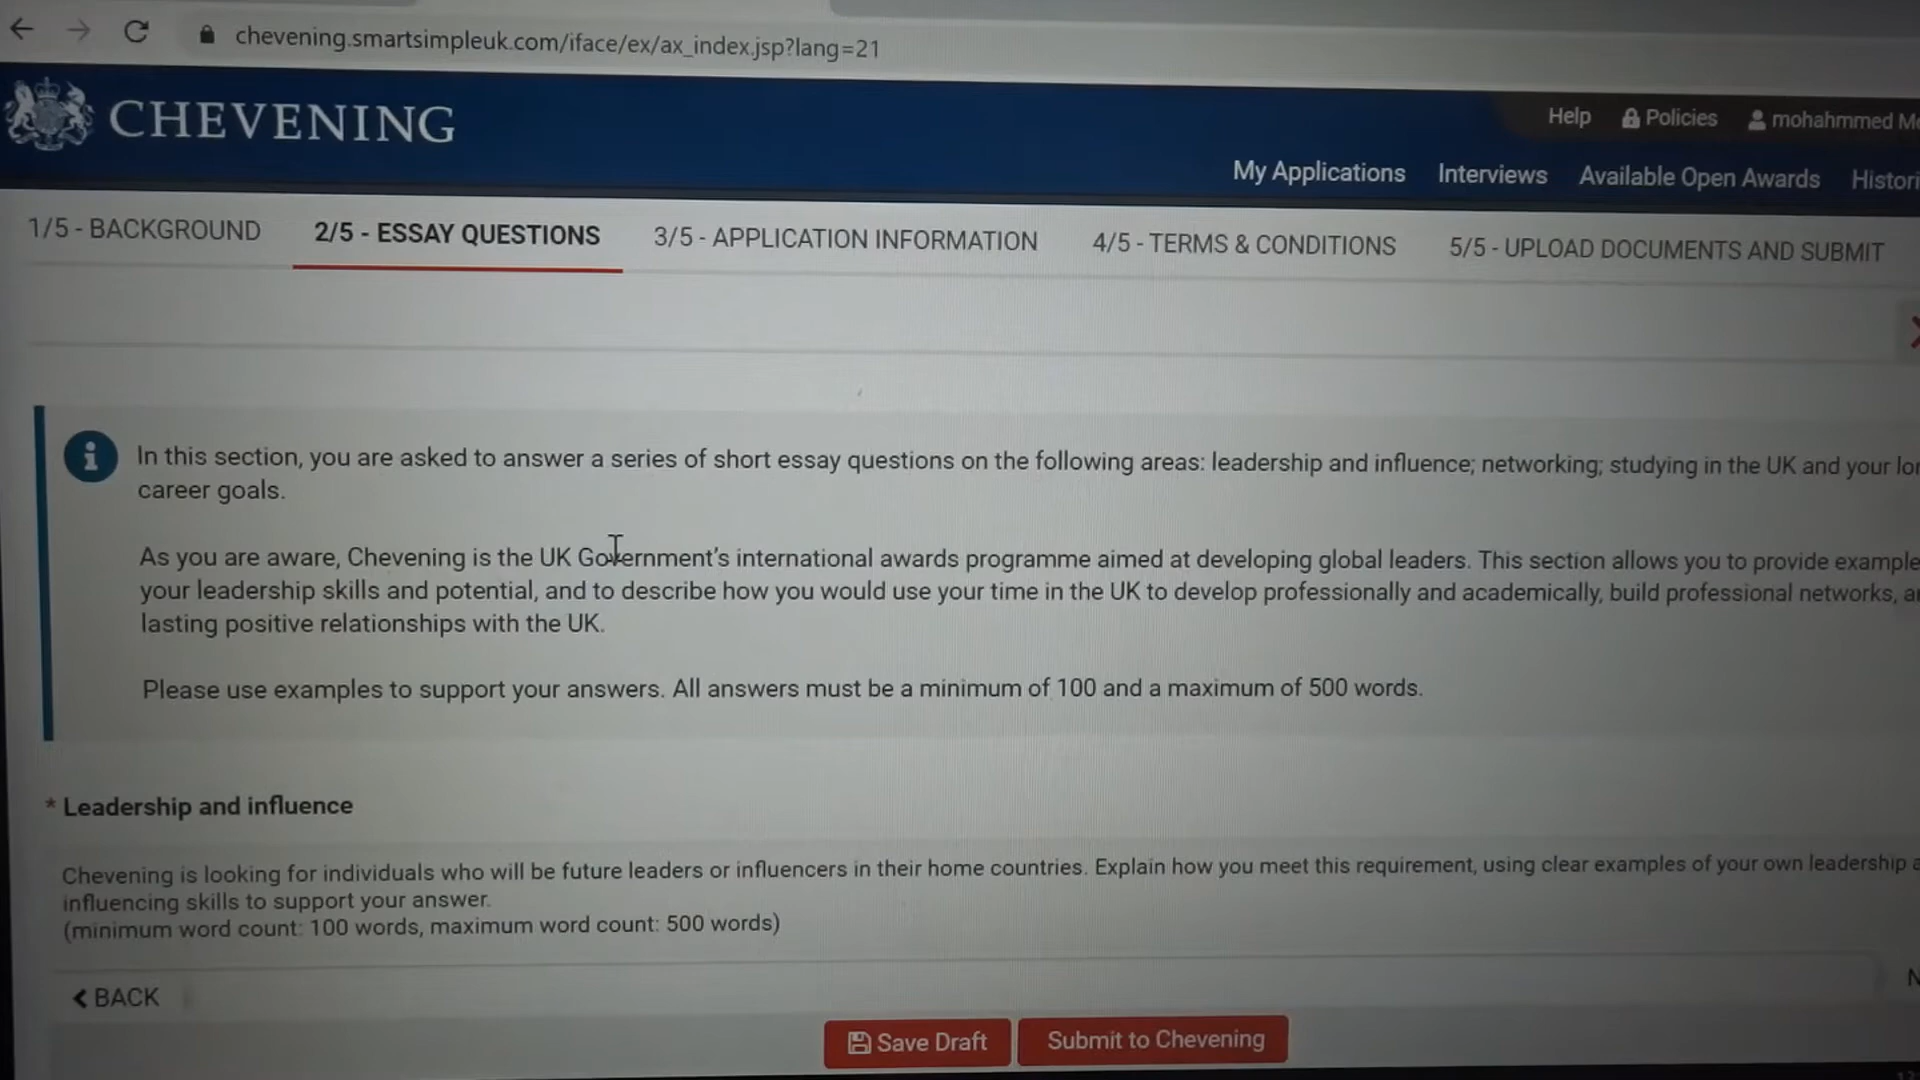 chevening.smartsimpleuk.com/iface/ex/ax_index.jsp?lang=21
CHEVENING
Help Policies mohahmmed
My Applications Interviews Available Open Awards
1/5 - BACKGROUND 2/5 - ESSAY QUESTIONS 3/5 - APPLICATION INFORMATION 4/5 - TERMS & CONDITIONS 5/5 - UPLOAD DOCUMENTS AND SUBMIT
In this section, you are asked to answer a series of short essay questions on the following areas: leadership and influence; networking; studying in the UK and your
career goals.
As you are aware, Chevening is the UK Government's international awards programme aimed at developing global leaders. This section allows you to provide example
your leadership skills and potential, and to describe how you would use your time in the UK to develop professionally and academically, build professional networks,
lasting positive relationships with the UK.
Please use examples to support your answers. All answers must be a minimum of 100 and a maximum of 500 words.
* Leadership and influence
Chevening is looking for individuals who will be future leaders or influencers in their home countries. Explain how you meet this requirement, using clear examples of your own leadership
influencing skills to support your answer.
(minimum word count: 100 words, maximum word count: 500 words)
BACK
Save Draft Submit to Chevening